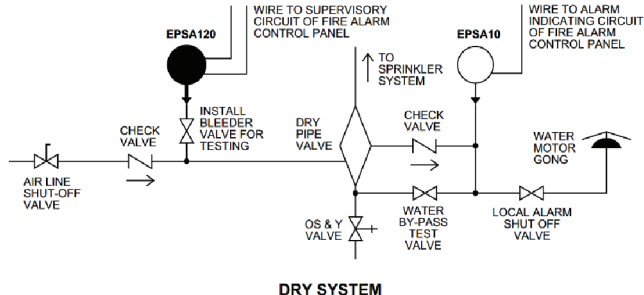 WIRE TO SUPERVISORY
CIRCUIT OF FIRE ALARM
CONTROL PANEL
EPSA120
WIRE TO ALARM
INDICATING CIRCUIT
OF FIRE ALARM
CONTROL PANEL
EPSA10
TO
SPRINKLER
SYSTEM
INSTALL
BLEEDER
VALVE FOR
TESTING
CHECK
VALVE
DRY
PIPE
VALVE
CHECK
VALVE
WATER
MOTOR
GONG
AIR LINE
SHUT-OFF
VALVE
OS & Y
VALVE
WATER
BY-PASS
TEST
VALVE
LOCAL ALARM
SHUT OFF
VALVE
DRY SYSTEM